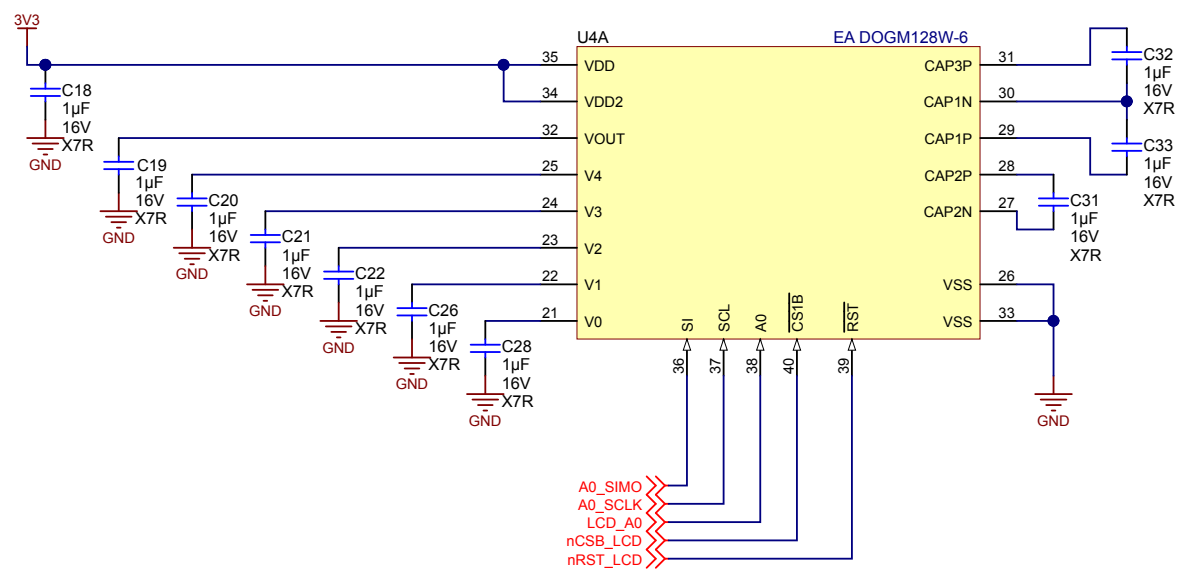 3V3
U4A
EA DOGM128W-6
35 VDD
34 VDD2
32 VOUT
25 V4
24 V3
23 V2
22 V1
21 V0
CAP3P 31
CAP1N 30
CAP1P 29
CAP2P 28
CAP2N 27
VSS 26
VSS 33
SI
SCL
A0
CS1B
RST
36
37
38
40
39
C18
1µF
16V
X7R
GND
C19
1µF
16V
X7R
GND
C20
1µF
16V
X7R
GND
C21
1µF
16V
X7R
GND
C22
1µF
16V
X7R
GND
C26
1µF
16V
X7R
GND
C28
1µF
16V
X7R
GND
C32
1µF
16V
X7R
C33
1µF
16V
X7R
C31
1µF
16V
X7R
GND
A0_SIMO
A0_SCLK
LCD_A0
nCSB_LCD
nRST_LCD